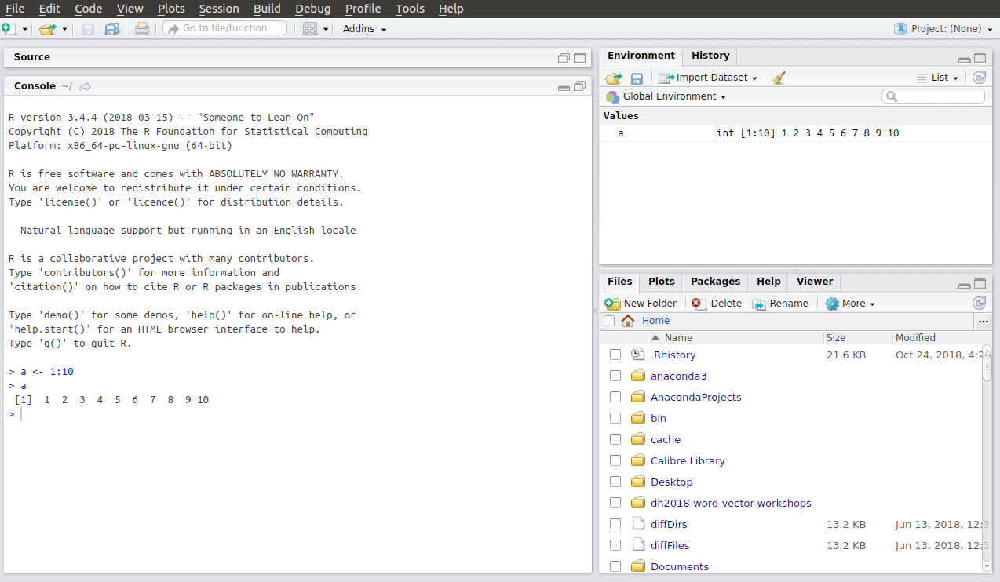 File Edit Code View Plots Session Build Debug Profile Tools Help
Go to file/function Addins Project: (None)
Source
Console ~/
R version 3.4.4 (2018-03-15) -- "Someone to Lean On"
Copyright (C) 2018 The R Foundation for Statistical Computing
Platform: x86_64-pc-linux-gnu (64-bit)
R is free software and comes with ABSOLUTELY NO WARRANTY.
You are welcome to redistribute it under certain conditions.
Type 'license()' or 'licence()' for distribution details.
Natural language support but running in an English locale
R is a collaborative project with many contributors.
Type 'contributors()' for more information and
'citation()' on how to cite R or R packages in publications.
Type 'demo()' for some demos, 'help()' for on-line help, or
'help.start()' for an HTML browser interface to help.
Type 'q()' to quit R.
> a <- 1:10
> a
[1] 1 2 3 4 5 6 7 8 9 10
>
Environment History
Import Dataset List
Global Environment
Values
a int [1:10] 1 2 3 4 5 6 7 8 9 10
Files Plots Packages Help Viewer
New Folder Delete Rename More
Home ...
Name Size Modified
.Rhistory 21.6 KB Oct 24, 2018, 4:2
anaconda3
AnacondaProjects
bin
cache
Calibre Library
Desktop
dh2018-word-vector-workshops
diffDirs 13.2 KB Jun 13, 2018, 12:3
diffFiles 13.2 KB Jun 13, 2018, 12:3
Documents